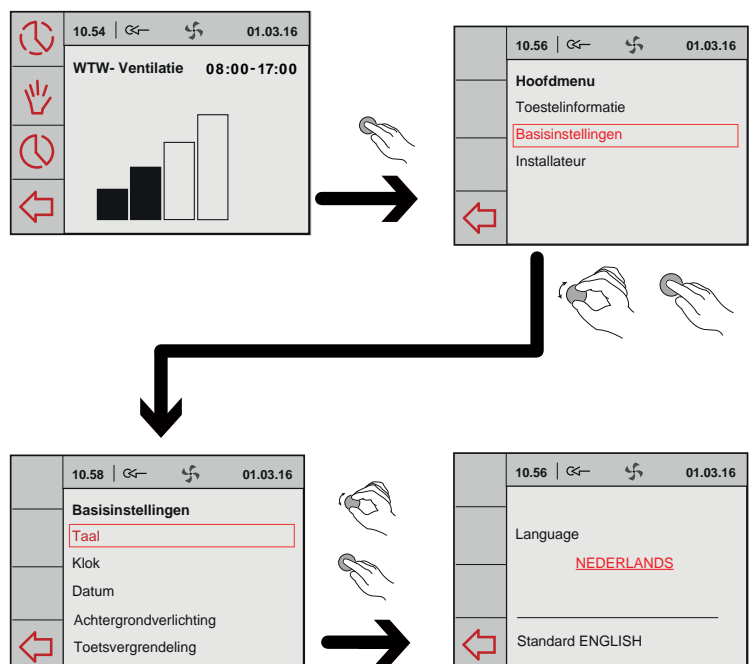 10.54 01.03.16
WTW- Ventilatie 08:00-17:00
10.56 01.03.16
Hoofdmenu
Toestelinformatie
Basisinstellingen
Installateur
10.58 01.03.16
Basisinstellingen
Taal
Klok
Datum
Achtergrondverlichting
Toetsvergrendeling
10.56 01.03.16
Language
NEDERLANDS
Standard ENGLISH